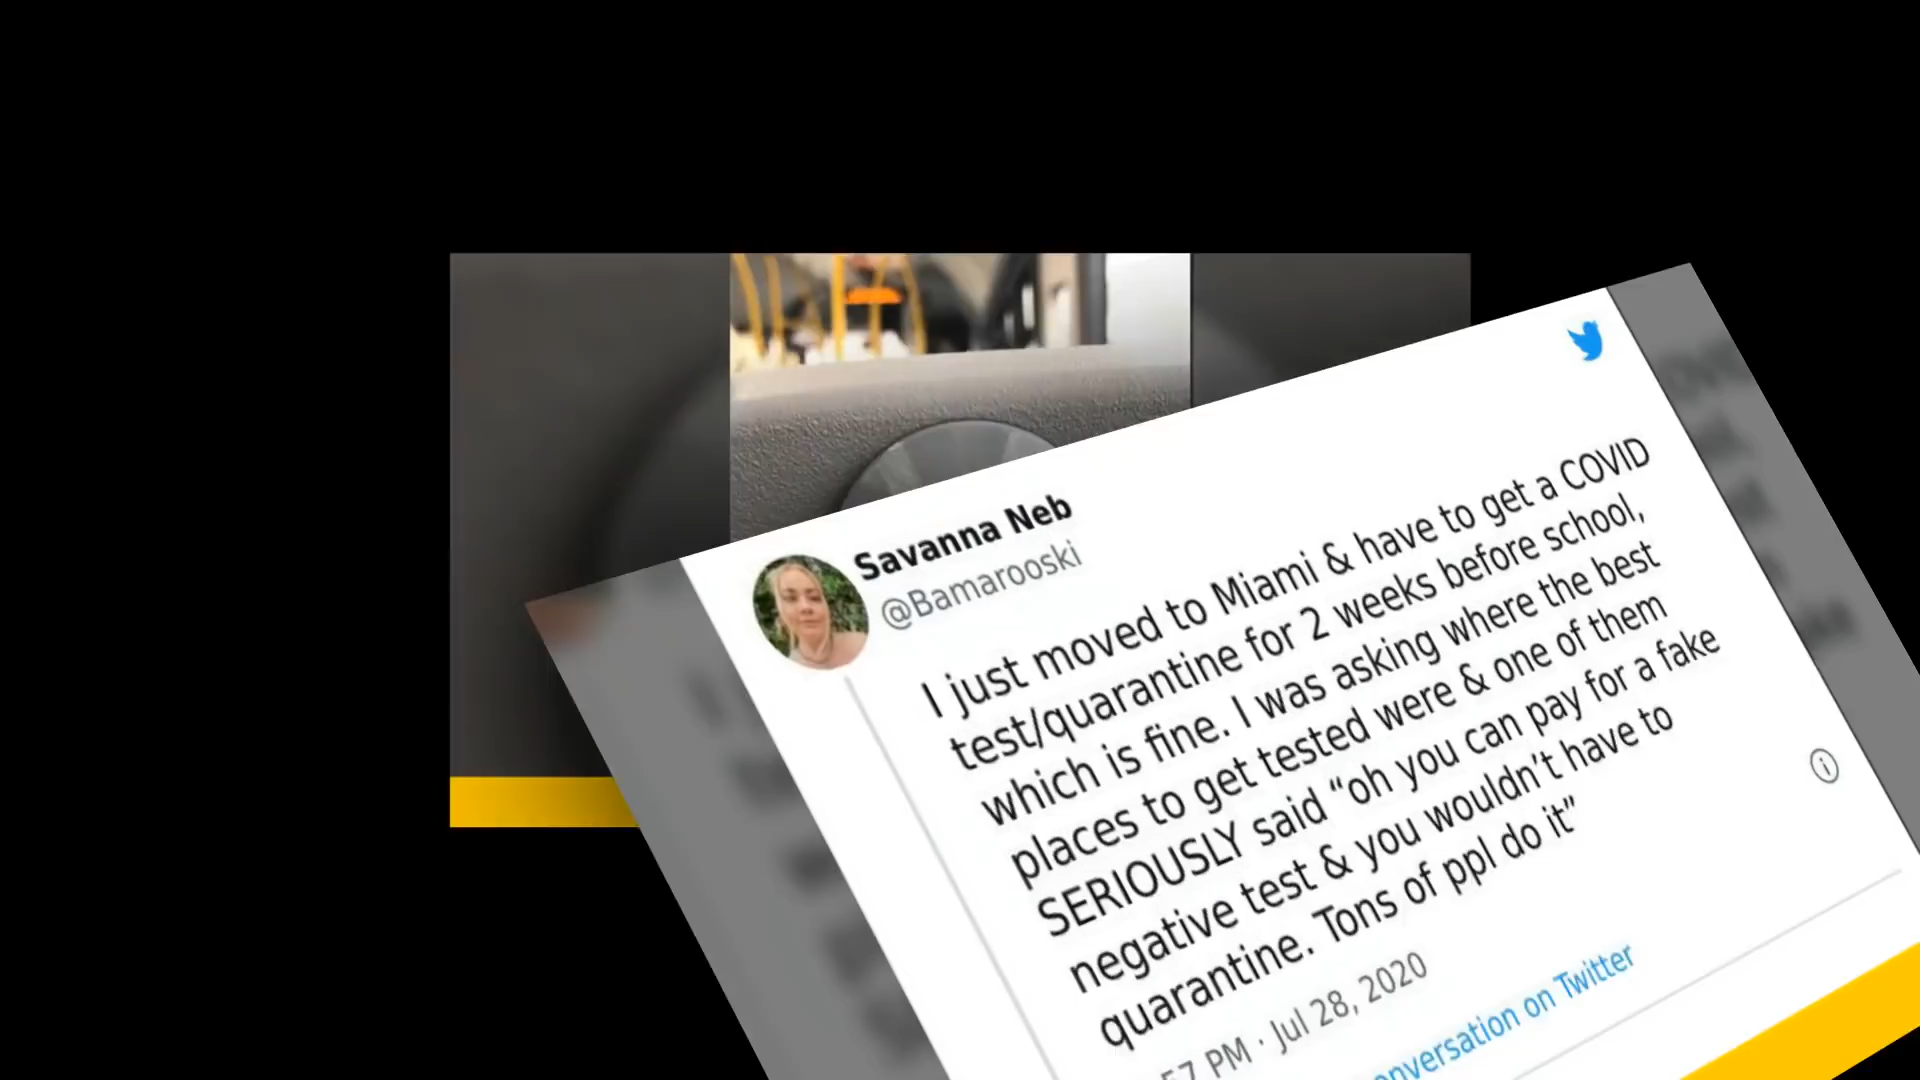 Savanna Neb
@Bamarooski
I just moved to Miami & have to get a COVID
test/quarantine for 2 weeks before school,
which is fine. I was asking where the best
places to get tested were & one of them
SERIOUSLY said “oh you can pay for a fake
negative test & you wouldn’t have to
quarantine. Tons of ppl do it”
57 PM · Jul 28, 2020
onversation on Twitter